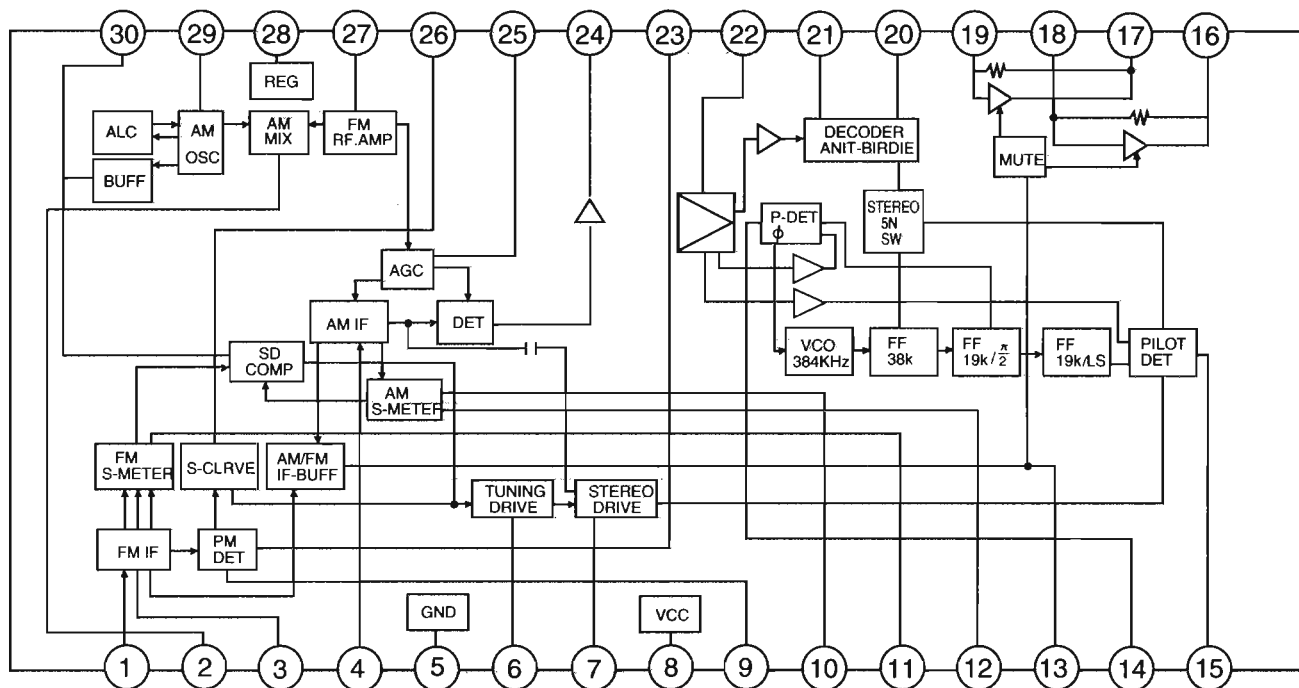 30 29 28 27 26 25 24 23 22 21 20 19 18 17 16
REG
ALC
AM
OSC
AM
MIX
FM
RF.AMP
BUFF
DECODER
ANIT-BIRDIE
MUTE
STEREO
5N
SW
P-DET
ϕ
AGC
AM IF
DET
SD
COMP
AM
S-METER
VCO
384KHz
FF
38k
FF
19k/π/2
FF
19k/LS
PILOT
DET
FM
S-METER
S-CLRVE
AM/FM
IF-BUFF
TUNING
DRIVE
STEREO
DRIVE
FM IF
PM
DET
GND
VCC
1 2 3 4 5 6 7 8 9 10 11 12 13 14 15